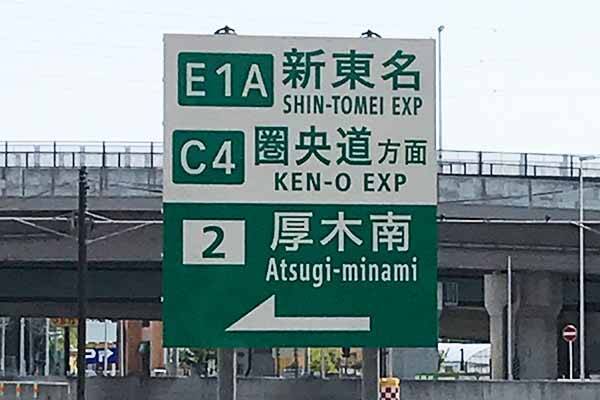 E1A 新東名
SHIN-TOMEI EXP
C4 圏央道方面
KEN-O EXP
2 厚木南
Atsugi-minami
P